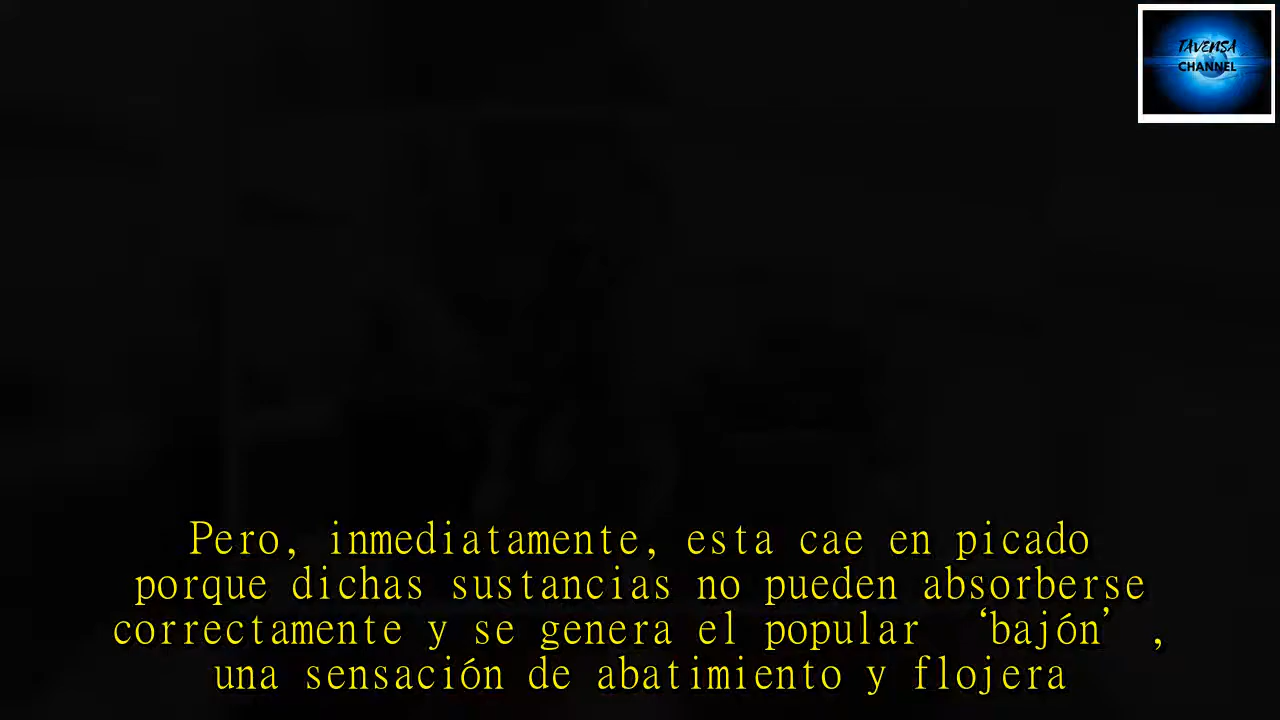 TAVENSA
CHANNEL
Pero, inmediatamente, esta cae en picado
porque dichas sustancias no pueden absorberse
correctamente y se genera el popular ‘bajón’,
una sensación de abatimiento y flojera